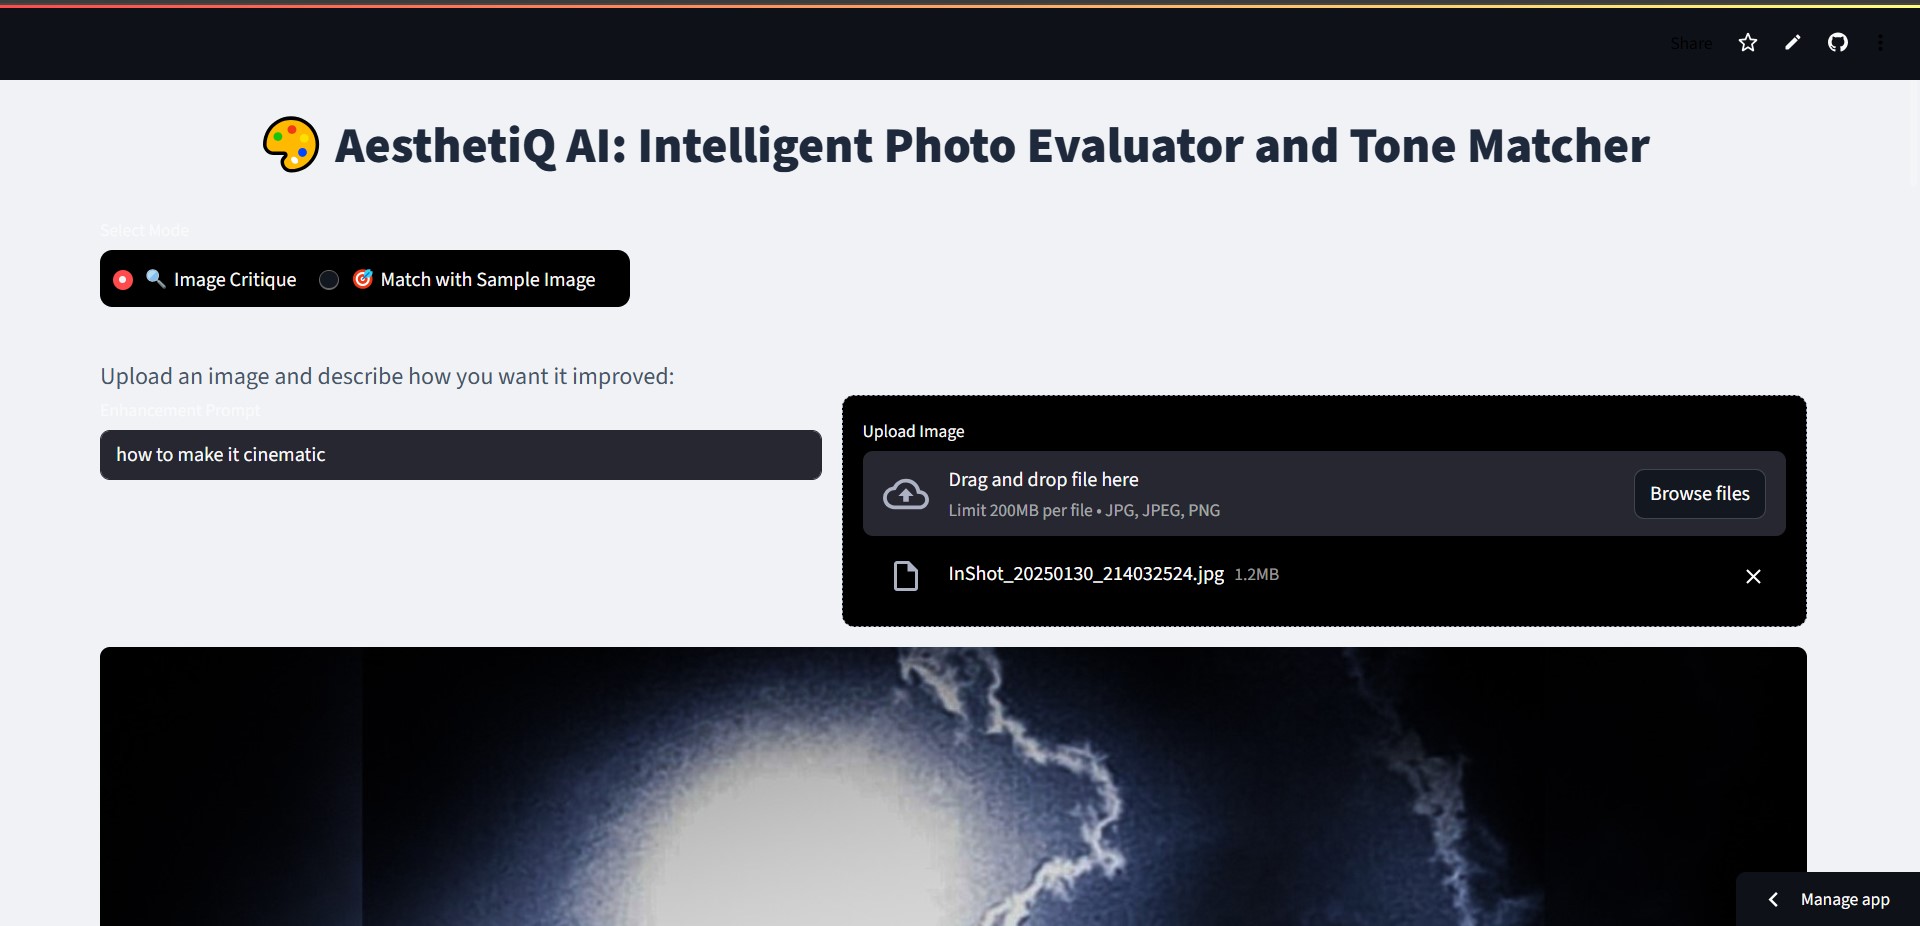 Share
AesthetiQ AI: Intelligent Photo Evaluator and Tone Matcher
Select Mode
Image Critique Match with Sample Image
Upload an image and describe how you want it improved:
Enhancement Prompt
how to make it cinematic
Upload Image
Drag and drop file here
Limit 200MB per file • JPG, JPEG, PNG
Browse files
InShot_20250130_214032524.jpg 1.2MB
Manage app